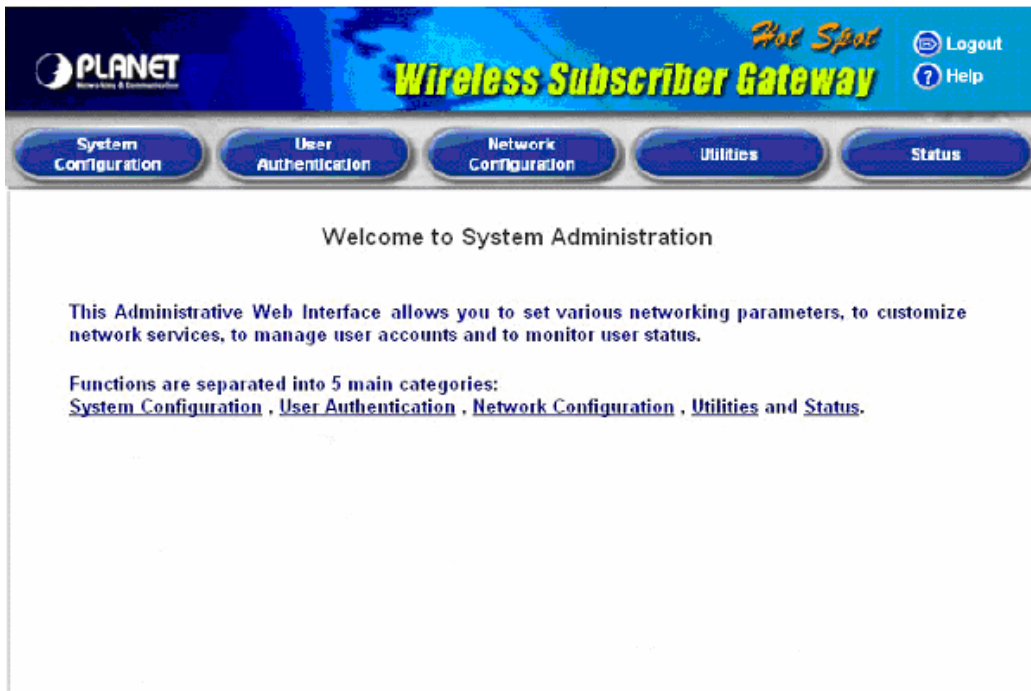 PLANET
Networking & Communication
Hot Spot
Wireless Subscriber Gateway
Logout
Help
System
Configuration
User
Authentication
Network
Configuration
Utilities
Status
Welcome to System Administration
This Administrative Web Interface allows you to set various networking parameters, to customize
network services, to manage user accounts and to monitor user status.
Functions are separated into 5 main categories:
System Configuration , User Authentication , Network Configuration , Utilities and Status.